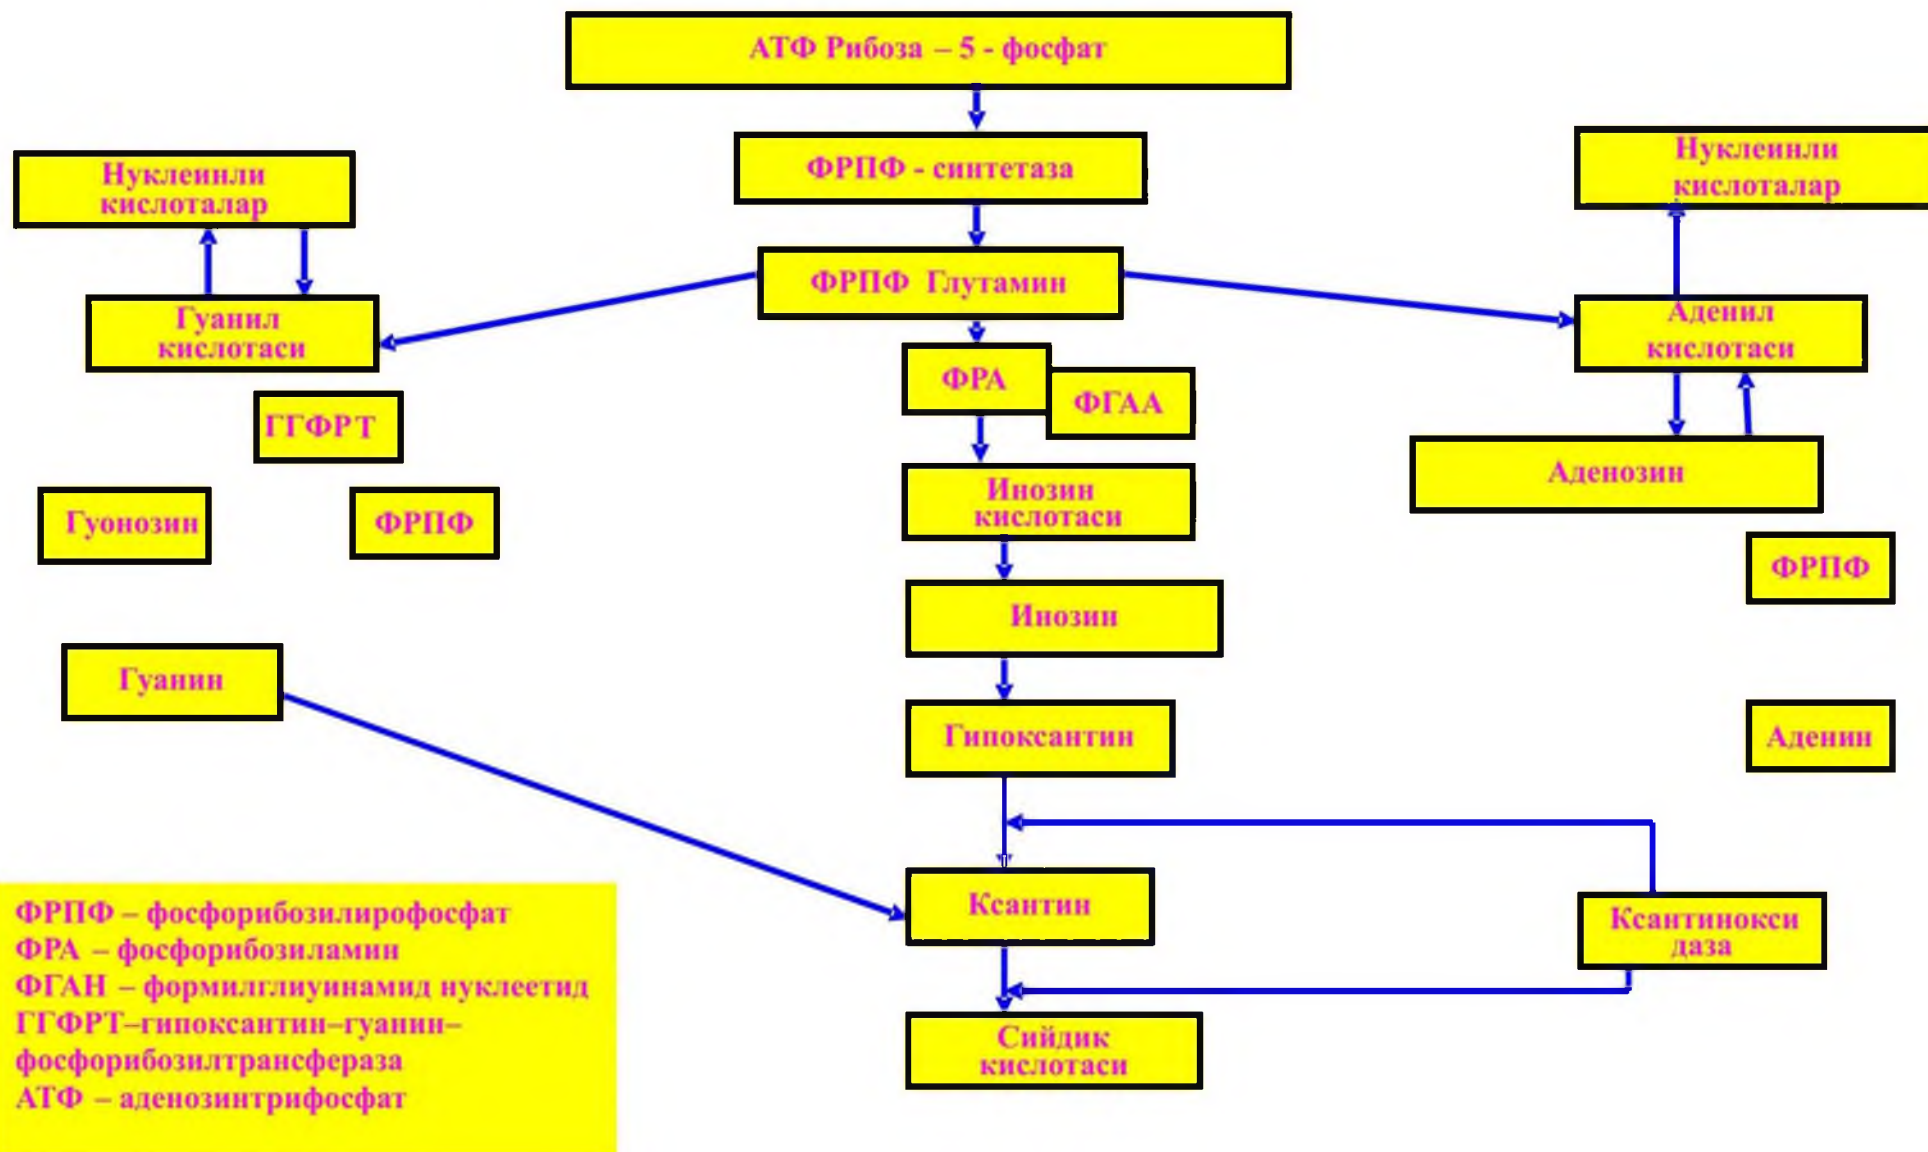 АТФ Рибоза – 5 - фосфат
ФРПФ - синтетаза
Нуклеинли
кислоталар
Нуклеинли
кислоталар
ФРПФ Глутамин
Гуанил
кислотаси
Аденил
кислотаси
ФРА
ФГАА
ГГФРТ
Аденозин
Инозин
кислотаси
Гуонозин
ФРПФ
ФРПФ
Инозин
Гуанин
Гипоксантин
Аденин
Ксантин
Ксантинокси
даза
Сийдик
кислотаси
ФРПФ – фосфорибозилирофосфат
ФРА – фосфорибозиламин
ФГАН – формилглиуинамид нуклеетид
ГГФРТ–гипоксантин–гуанин–
фосфорибозилтрансфераза
АТФ – аденозинтрифосфат